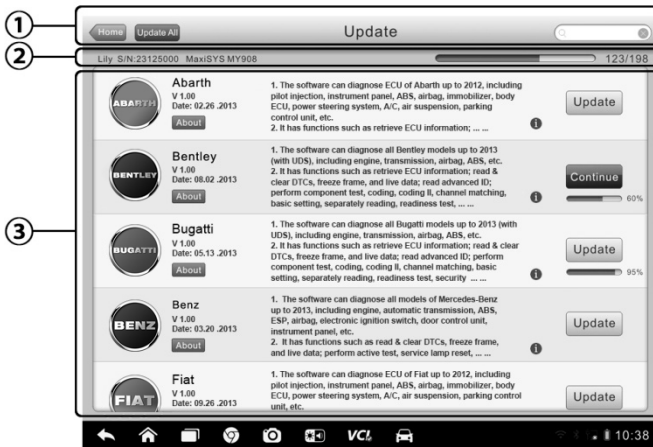 ①
Home Update All Update
②
Lily S/N:23125000 MaxiSYS MY908 123/198
③
ABARTH
Abarth
V 1.00
Date: 02.26 .2013
About
1. The software can diagnose ECU of Abarth up to 2012, including
pilot injection, instrument panel, ABS, airbag, immobilizer, body
ECU, power steering system, A/C, air suspension, parking
control unit, etc.
2. It has functions such as retrieve ECU information; ... ...
Update
BENTLEY
Bentley
V 1.00
Date: 08.02 .2013
About
1. The software can diagnose all Bentley models up to 2013
(with UDS), including engine, transmission, airbag, ABS, etc.
2. It has functions such as retrieve ECU information; read &
clear DTCs, freeze frame, and live data; read advanced ID;
perform component test, coding, coding II, channel matching,
basic setting, separately reading, readiness test, ... ...
Continue
60%
BUGATTI
Bugatti
V 1.00
Date: 05.13 .2013
About
1. The software can diagnose all Bugatti models up to 2013 (with
UDS), including engine, transmission, airbag, ABS, etc.
2. It has functions such as retrieve ECU information; read & clear
DTCs, freeze frame, and live data; read advanced ID; perform
component test, coding, coding II, channel matching, basic
setting, separately reading, readiness test, security ... ...
Update
95%
BENZ
Benz
V 1.00
Date: 03.20 .2013
About
1. The software can diagnose all models of Mercedes-Benz
up to 2013, including engine, automatic transmission, ABS,
ESP, airbag, electronic ignition switch, door control unit,
instrument panel, etc.
2. It has functions such as read & clear DTCs, freeze frame,
and live data; perform active test, service lamp reset, ... ...
Update
FIAT
Fiat
V 1.00
Date: 09.26 .2013
1. The software can diagnose ECU of Fiat up to 2012, including
pilot injection, instrument panel, ABS, airbag, immobilizer, body
ECU, power steering system, A/C, air suspension, parking control
unit, etc.
Update
VCI
10:38